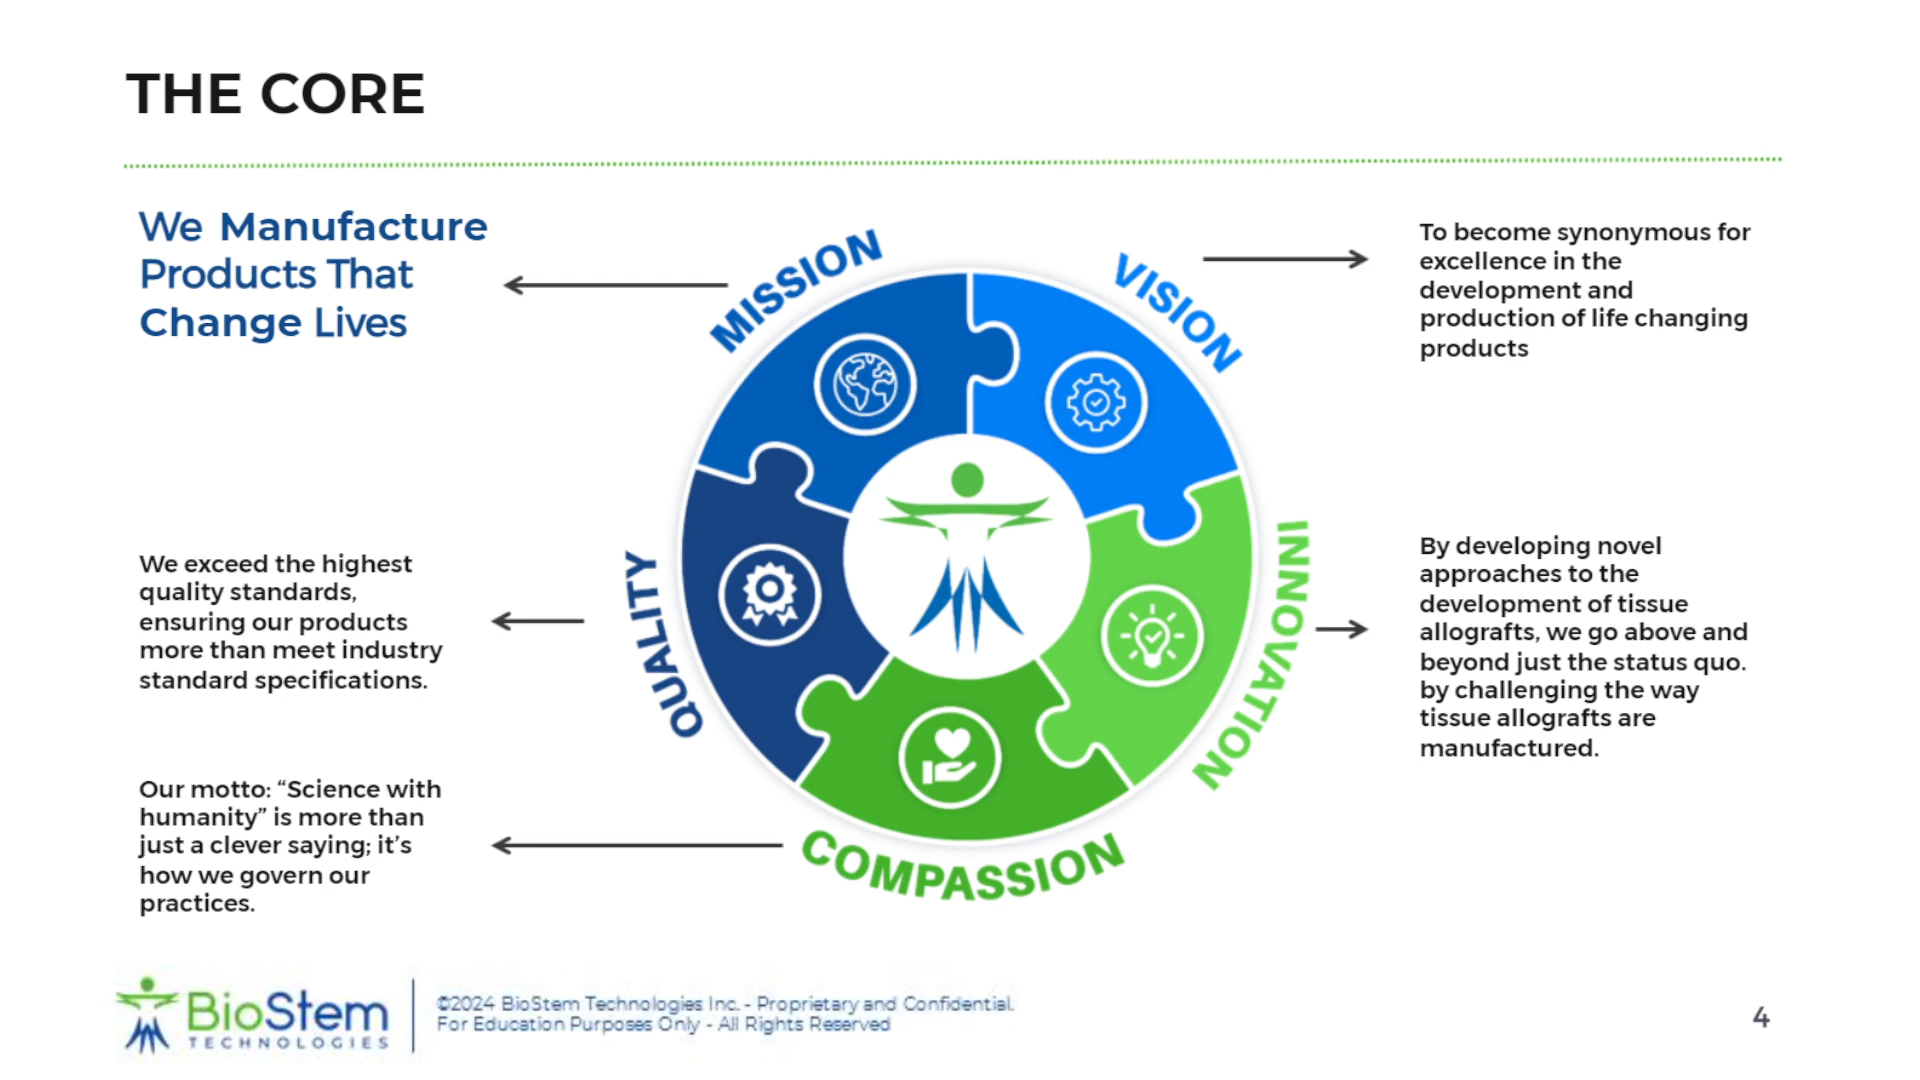 THE CORE
We Manufacture
Products That
Change Lives
MISSION
VISION
To become synonymous for
excellence in the
development and
production of life changing
products
We exceed the highest
quality standards,
ensuring our products
more than meet industry
standard specifications.
QUALITY
INNOVATION
By developing novel
approaches to the
development of tissue
allografts, we go above and
beyond just the status quo.
by challenging the way
tissue allografts are
manufactured.
Our motto: “Science with
humanity” is more than
just a clever saying; it’s
how we govern our
practices.
COMPASSION
BioStem
TECHNOLOGIES
©2024 BioStem Technologies Inc. - Proprietary and Confidential.
For Education Purposes Only - All Rights Reserved
4